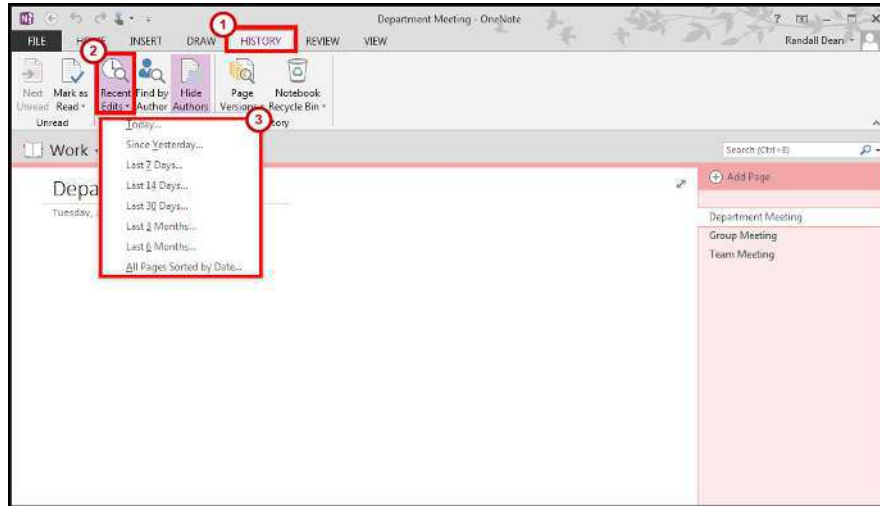 Department Meeting - OneNote
FILE HOME INSERT DRAW HISTORY REVIEW VIEW
Randall Dean
1
2
3
Next Unread
Mark as Read
Recent Edits
Find by Author
Hide Authors
Page Versions
Notebook Recycle Bin
Unread
Work
Search (Ctrl+E)
Today...
Since Yesterday...
Last 7 Days...
Last 14 Days...
Last 30 Days...
Last 3 Months...
Last 6 Months...
All Pages Sorted by Date...
Depa
Tuesday,
Add Page
Department Meeting
Group Meeting
Team Meeting